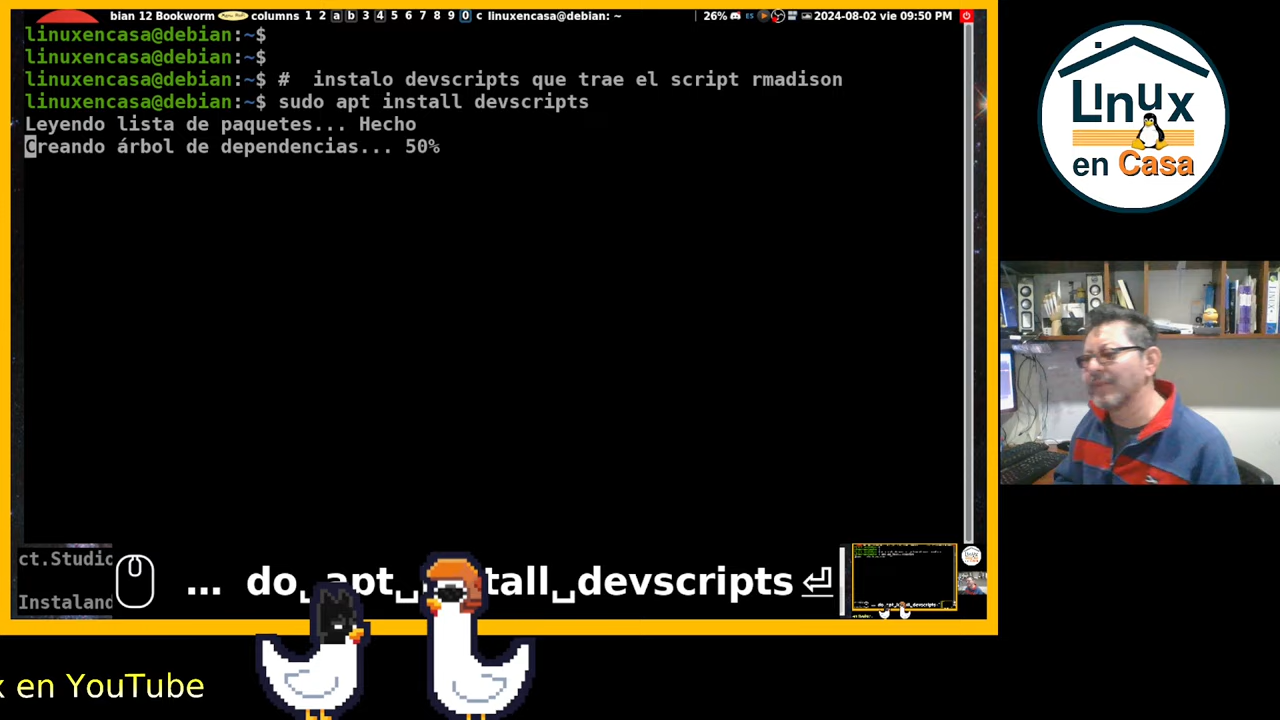 bian 12 Bookworm columns 1 2 a b 3 4 5 6 7 8 9 0 c linuxencasa@debian: ~ 26% ES 2024-08-02 vie 09:50 PM
linuxencasa@debian:~$
linuxencasa@debian:~$
linuxencasa@debian:~$ #  instalo devscripts que trae el script rmadison
linuxencasa@debian:~$ sudo apt install devscripts
Leyendo lista de paquetes... Hecho
Creando árbol de dependencias... 50%
Linux
en Casa
ct.Studio
Instaland
... do␣apt␣ stall␣devscripts⏎
x en YouTube